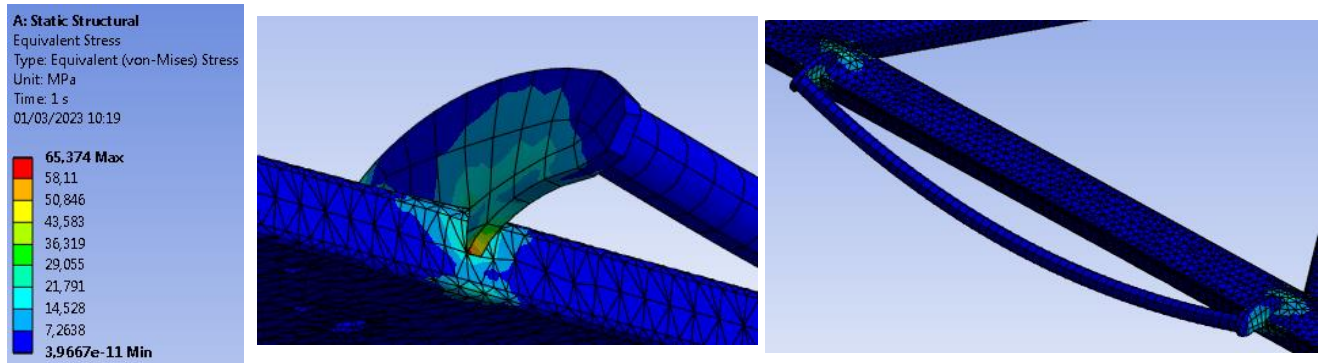 A: Static Structural
Equivalent Stress
Type: Equivalent (von-Mises) Stress
Unit: MPa
Time: 1 s
01/03/2023 10:19
65,374 Max
58,11
50,846
43,583
36,319
29,055
21,791
14,528
7,2638
3,9667e-11 Min